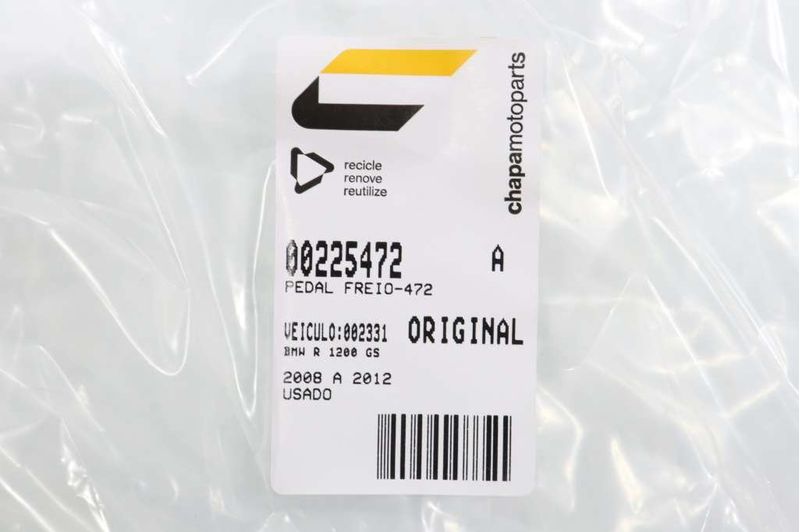 chapamotoparts
recicle
renove
reutilize
00225472 A
PEDAL FREIO-472
VEICULO:002331 ORIGINAL
BMW R 1200 GS
2008 A 2012
USADO